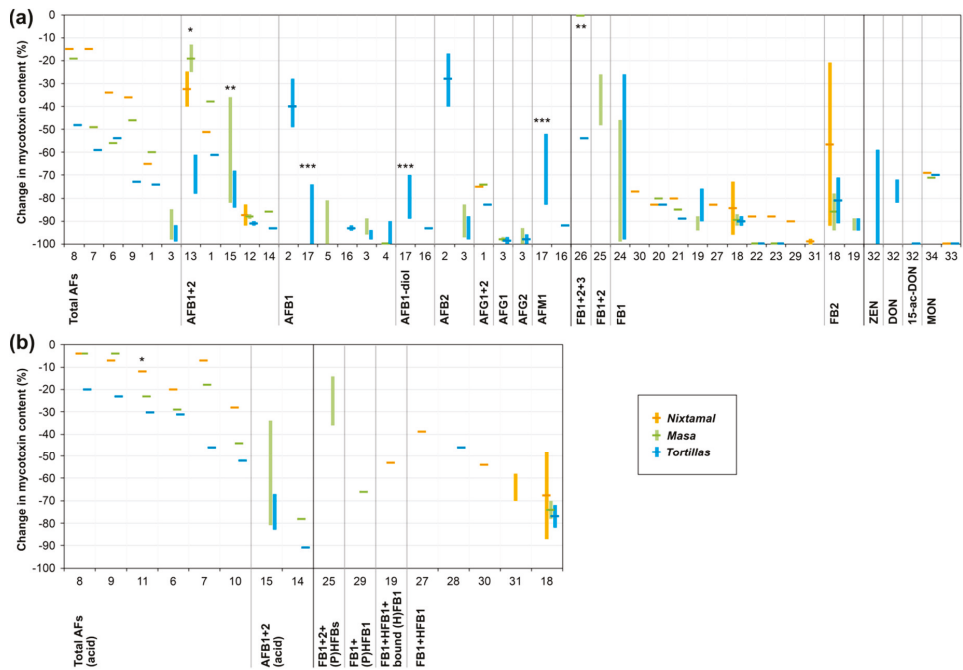 (a)
Change in mycotoxin content (%)
0
-10
-20
-30
-40
-50
-60
-70
-80
-90
-100
* ** *** *** *** **
8 7 6 9 1 3 13 1 15 12 14 2 17 5 16 3 4 17 16 2 3 1 3 3 17 16 26 25 24 30 20 21 19 27 18 22 23 29 31 18 19 32 32 32 34 33
Total AFs
AFB1+2
AFB1
AFB1-diol
AFB2
AFG1+2
AFG1
AFG2
AFM1
FB1+2+3
FB1+2
FB1
FB2
ZEN
DON
15-ac-DON
MON
(b)
Change in mycotoxin content (%)
0
-10
-20
-30
-40
-50
-60
-70
-80
-90
-100
*
8 9 11 6 7 10 15 14 25 29 19 27 28 30 31 18
Total AFs
(acid)
AFB1+2
(acid)
FB1+2+
(P)HFBs
FB1+
(P)HFB1
FB1+HFB1+
bound (H)FB1
FB1+HFB1
Nixtamal
Masa
Tortillas